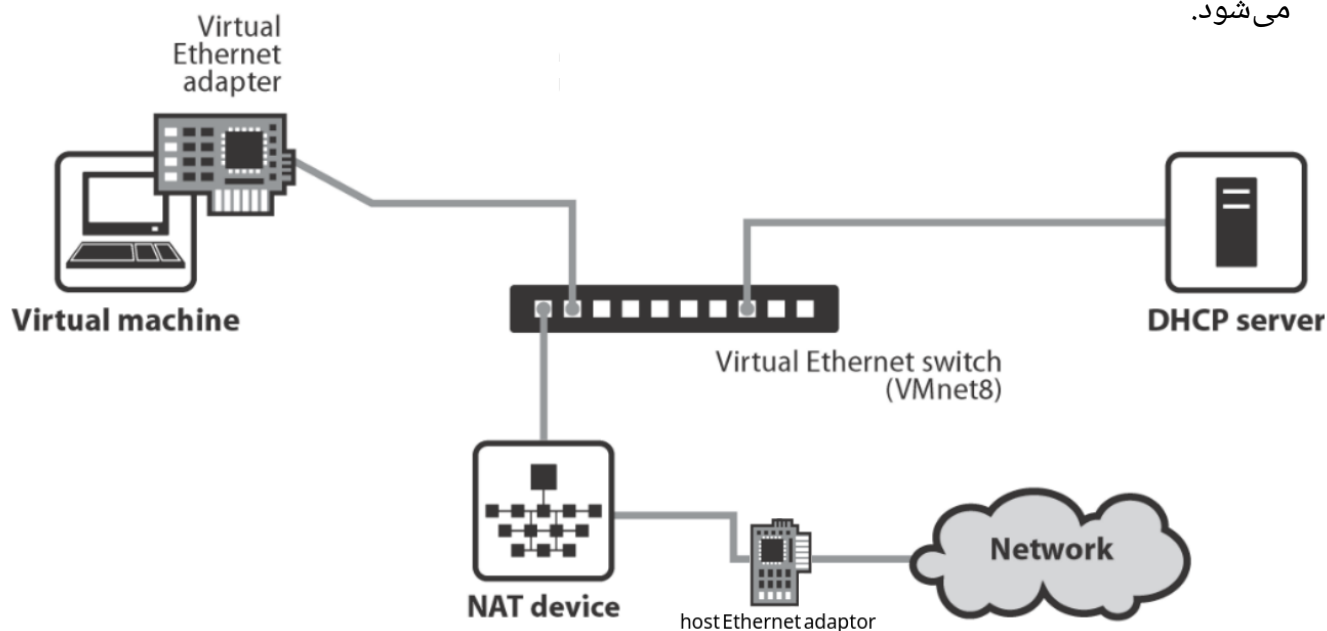 می‌شود.
Virtual
Ethernet
adapter
Virtual machine
DHCP server
Virtual Ethernet switch
(VMnet8)
NAT device
host Ethernet adaptor
Network